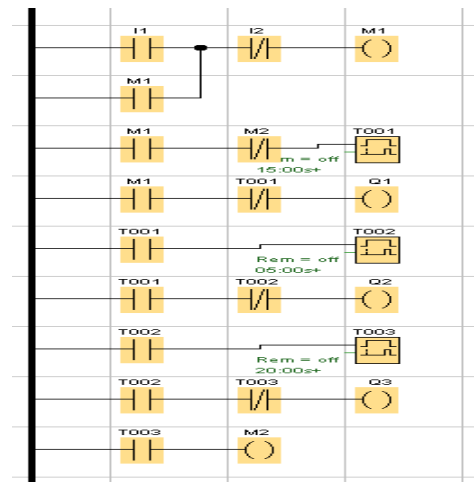 I1 I2 M1
M1
M1 M2 T001
m = off
15:00s+
M1 T001 Q1
T001 T002
Rem = off
05:00s+
T001 T002 Q2
T002 T003
Rem = off
20:00s+
T002 T003 Q3
T003 M2